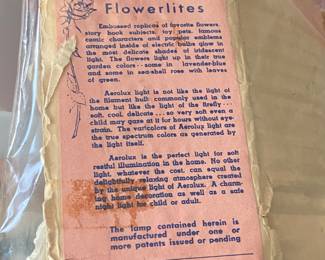 Flowerlites
Embossed replicas of favorite flowers,
story book subjects, toy pets, famous
comic characters and popular emblems
arranged inside of electric bulbs glow in
the most delicate shades of iridescent
light. The flowers light up in their true
garden colors—some in lavender-blue
and some in sea-shell rose with leaves
of green.
Aerolux light is not like the light of
the filament bulb commonly used in the
home but like the light of the firefly...
soft, cool, delicate ... so very soft even a
child may gaze at it for hours without eye-
strain. The varicolors of Aerolux light are
the true spectrum colors as generated by
the light itself.
Aerolux is the perfect light for soft
restful illumination in the home. No other
light, whatever the cost, can equal the
delightfully relaxing atmosphere created
by the unique light of Aerolux. A charm-
ing home decoration as well as a safe
night light for child or adult.
The lamp contained herein is
manufactured under one or
more patents issued or pending